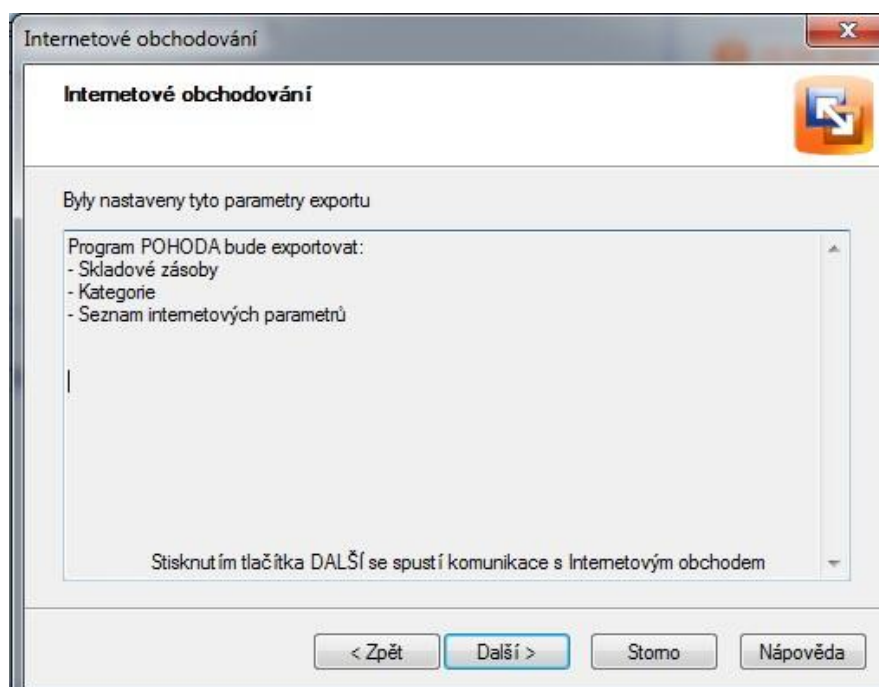 Internetové obchodování
Internetové obchodování
Byly nastaveny tyto parametry exportu
Program POHODA bude exportovat:
- Skladové zásoby
- Kategorie
- Seznam internetových parametrů
Stisknutím tlačítka DALŠÍ se spustí komunikace s Internetovým obchodem
< Zpět
Další >
Storno
Nápověda